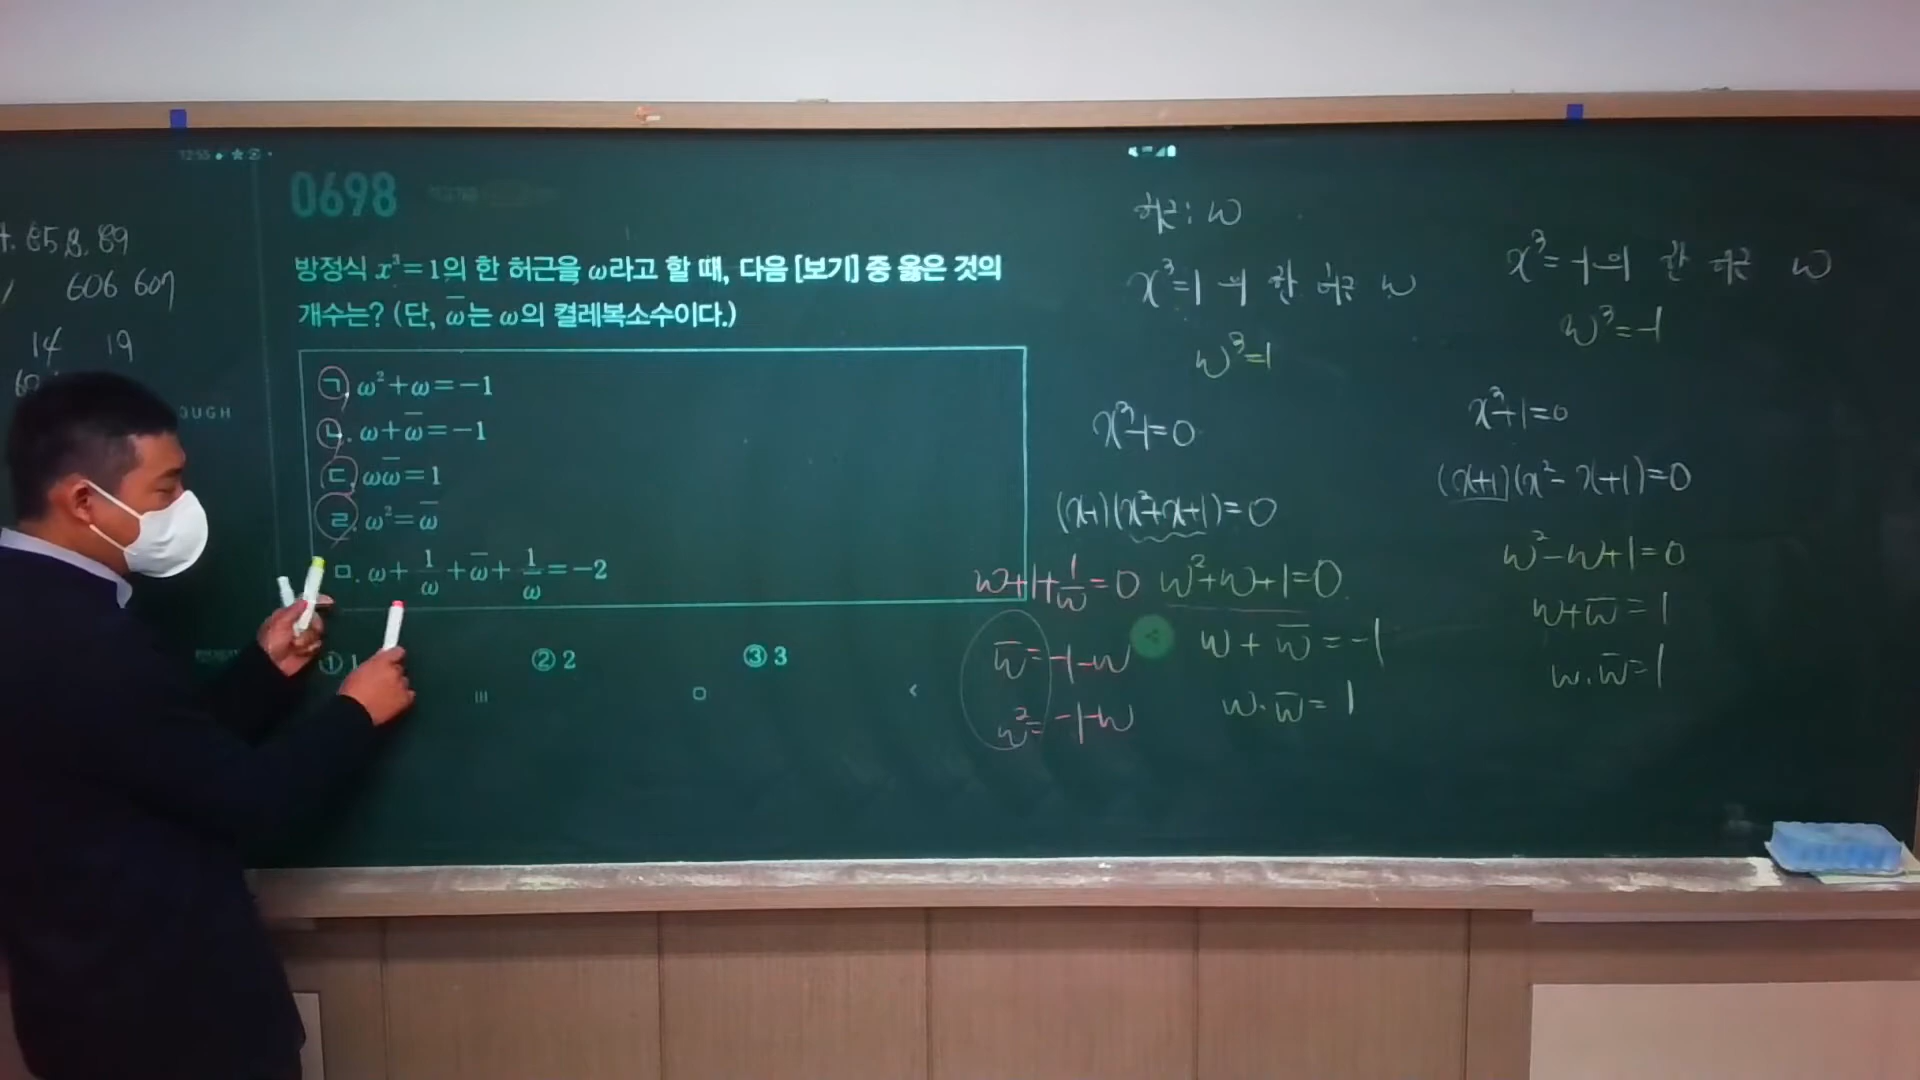 12:55
0698
방정식 x³=1의 한 허근을 ω라고 할 때, 다음 [보기] 중 옳은 것의
개수는? (단, ω̅는 ω의 켤레복소수이다.)
ㄱ. ω²+ω=−1
ㄴ. ω+ω̅=−1
ㄷ. ωω̅=1
ㄹ. ω²=ω̅
ㅁ. ω+1/ω+ω̅+1/ω̅=−2
① 1
② 2
③ 3
89
606 607
14 19
OUGH
허근: ω
x³=1의 한 허근 ω
ω³=1
x³-1=0
(x-1)(x²+x+1)=0
ω+1+1/ω=0
ω²+ω+1=0
ω̅=-1-ω
ω+ω̅=-1
ω²=-1-ω
ω·ω̅=1
x³=-1의 한 허근 ω
ω³=-1
x³+1=0
(x+1)(x²-x+1)=0
ω²-ω+1=0
ω+ω̅=1
ω·ω̅=1